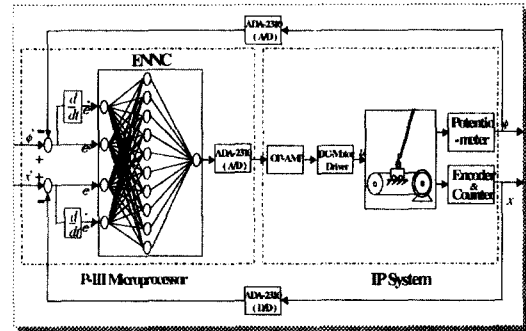 ADA-2310
(A/D)
ENNC
d
dt
e
φ*
e
x*
e
d
dt
e
ADA-2310
(A/D)
OP-AMP
DC-Motor
Driver
u
Potentio
-meter
φ
Encoder
&
Counter
x
P-III Microprocessor
IP System
ADA-2310
(D/D)